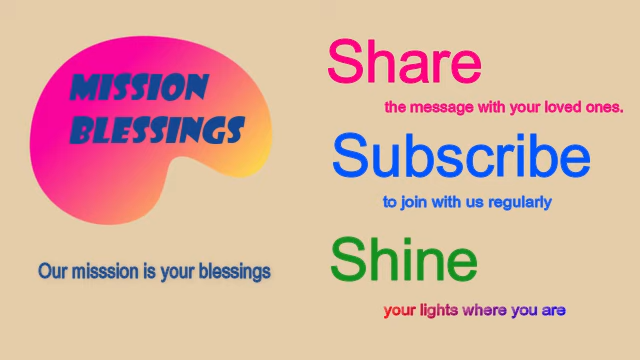 MISSION
BLESSINGS
Our misssion is your blessings
Share
the message with your loved ones.
Subscribe
to join with us regularly
Shine
your lights where you are